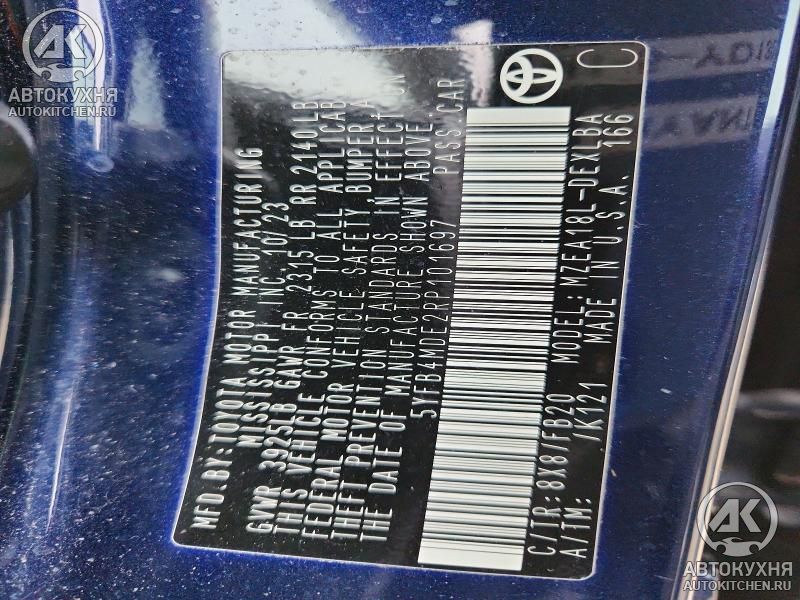 АВТОКУХНЯ
AUTOKITCHEN.RU
MFD.BY:TOYOTA MOTOR MANUFACTURING
MISSISSIPPI INC 10/23
GVWR 3925LB GAWR FR 2315LB RR 2140LB
THIS VEHICLE CONFORMS TO ALL APPLICAB
FEDERAL MOTOR VEHICLE SAFETY,BUMPER,A
THEFT PREVENTION STANDARDS IN EFFECT ON
THE DATE OF MANUFACTURE SHOWN ABOVE.
5YFB4MDE2RP101697 PASS.CAR
C/TR:8X8/FB20 MODEL:MZEA18L-DEXLBA
A/TM: /K121 MADE IN U.S.A. 166
C
АВТОКУХНЯ
AUTOKITCHEN.RU